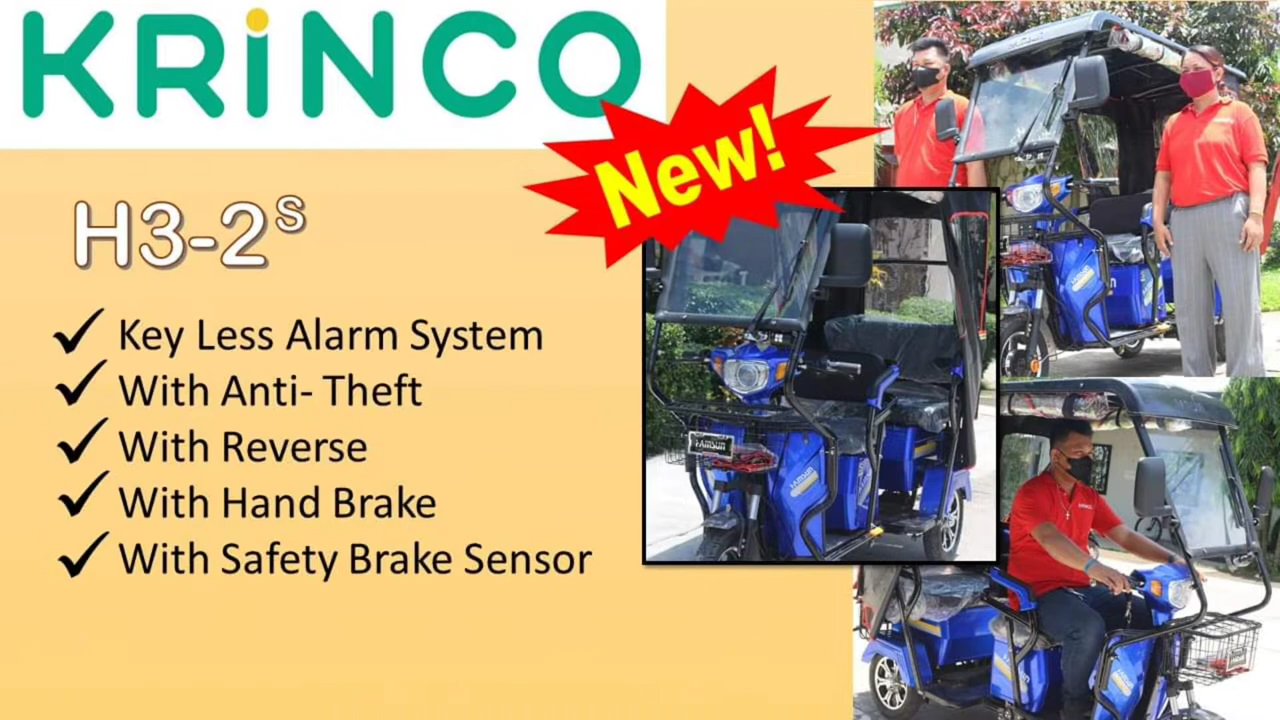 KRiNCO
New!
H3-2ˢ
✓ Key Less Alarm System
✓ With Anti- Theft
✓ With Reverse
✓ With Hand Brake
✓ With Safety Brake Sensor
FAMSUN